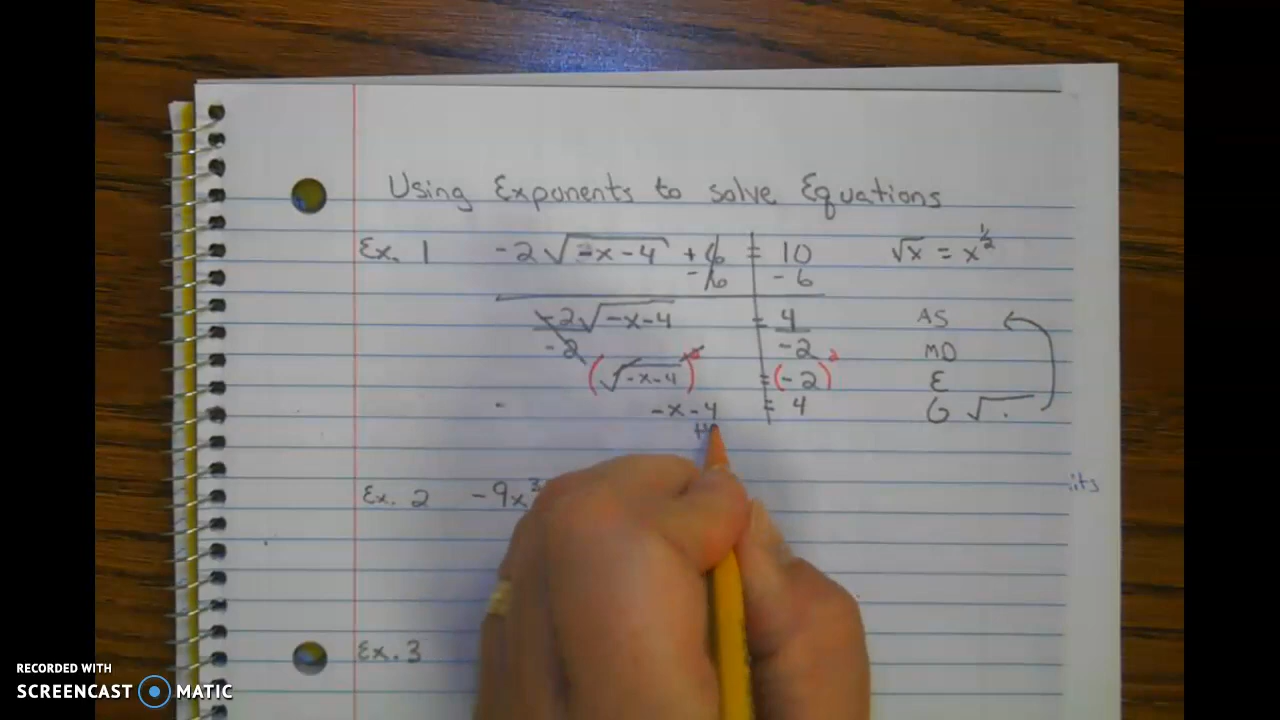 Using Exponents to solve Equations
Ex. 1 -2√-x-4 +6 = 10 √x = x^1/2
-6 -6
-2√-x-4 = 4 AS
-2 -2 MD
(√-x-4)² = (-2)² E
-x-4 = 4 G √
+4
its
Ex. 2 -9x³
Ex. 3
RECORDED WITH
SCREENCAST MATIC